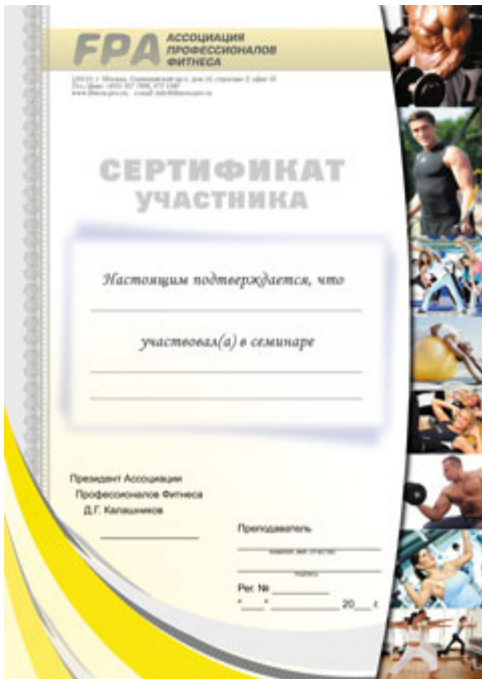 FPA
АССОЦИАЦИЯ
ПРОФЕССИОНАЛОВ
ФИТНЕСА
СЕРТИФИКАТ
УЧАСТНИКА
Настоящим подтверждается, что
участвовал(а) в семинаре
Президент Ассоциации
Профессионалов Фитнеса
Д.Г. Калашников
Преподаватель
подпись
Рег. №
" " 20 г.